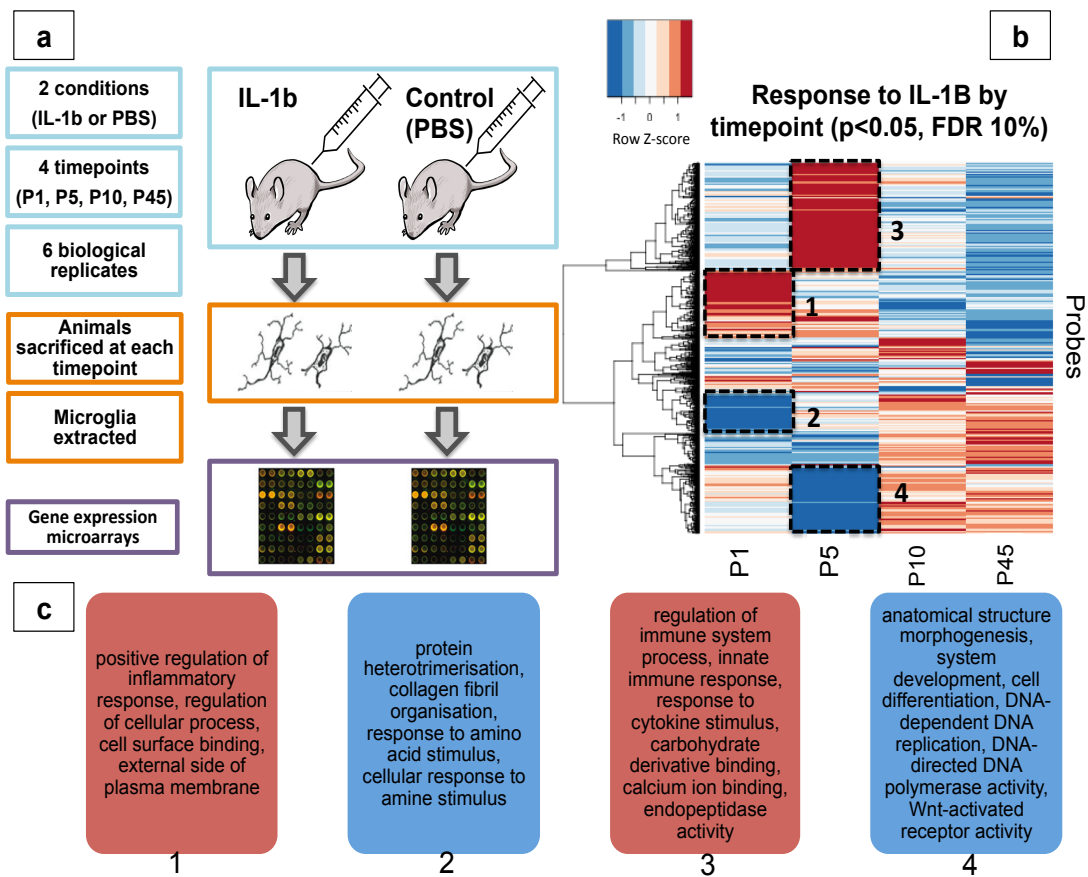 a
2 conditions
(IL-1b or PBS)
4 timepoints
(P1, P5, P10, P45)
6 biological
replicates
Animals
sacrificed at each
timepoint
Microglia
extracted
Gene expression
microarrays
IL-1b
Control
(PBS)
b
-1
0
1
Row Z-score
Response to IL-1B by
timepoint (p<0.05, FDR 10%)
3
1
2
4
Probes
P1
P5
P10
P45
c
positive regulation of
inflammatory
response, regulation
of cellular process,
cell surface binding,
external side of
plasma membrane
1
protein
heterotrimerisation,
collagen fibril
organisation,
response to amino
acid stimulus,
cellular response to
amine stimulus
2
regulation of
immune system
process, innate
immune response,
response to
cytokine stimulus,
carbohydrate
derivative binding,
calcium ion binding,
endopeptidase
activity
3
anatomical structure
morphogenesis,
system
development, cell
differentiation, DNA-
dependent DNA
replication, DNA-
directed DNA
polymerase activity,
Wnt-activated
receptor activity
4